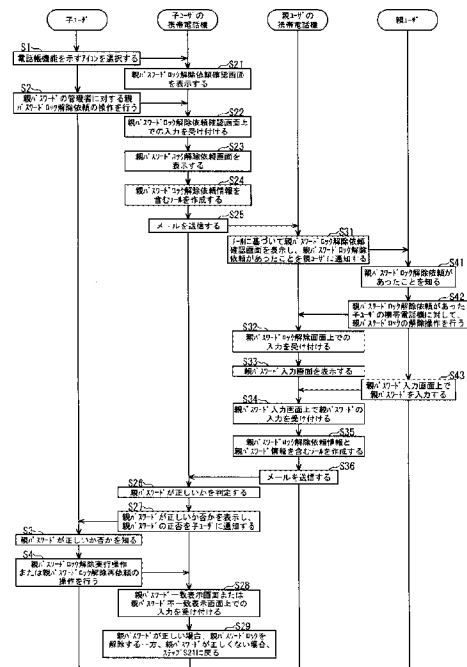 子ユーザ
子ユーザの
携帯電話機
親ユーザの
携帯電話機
親ユーザ
S1
電話帳機能を示すアイコンを選択する
S21
親パスワードロック解除依頼確認画面
を表示する
S2
親パスワードの管理者に対する親
パスワードロック解除依頼の操作を行う
S22
親パスワードロック解除依頼確認画面上
での入力を受け付ける
S23
親パスワードロック解除依頼画面を
表示する
S24
親パスワードロック解除依頼情報を
含むメールを作成する
S25
メールを送信する
S31
メールに基づいて親パスワードロック解除依頼
確認画面を表示し、親パスワードロック解除
依頼があったことを親ユーザに通知する
S41
親パスワードロック解除依頼が
あったことを知る
S42
親パスワードロック解除依頼があった
子ユーザの携帯電話機に対して、
親パスワードロックの解除操作を行う
S32
親パスワードロック解除画面上での
入力を受け付ける
S33
親パスワード入力画面を表示する
S43
親パスワード入力画面上で
親パスワードを入力する
S34
親パスワード入力画面上で親パスワードの
入力を受け付ける
S35
親パスワードロック解除依頼情報と
親パスワード情報を含むメールを作成する
S36
メールを送信する
S26
親パスワードが正しいかを判定する
S27
親パスワードが正しいか否かを表示し、
親パスワードの正否を子ユーザに通知する
S3
親パスワードが正しいか否かを知る
S4
親パスワードロック解除実行操作
または親パスワードロック解除再依頼の
操作を行う
S28
親パスワード一致表示画面または
親パスワード不一致表示画面上での
入力を受け付ける
S29
親パスワードが正しい場合、親パスワードロックを
解除する一方、親パスワードが正しくない場合、
ステップS21に戻る